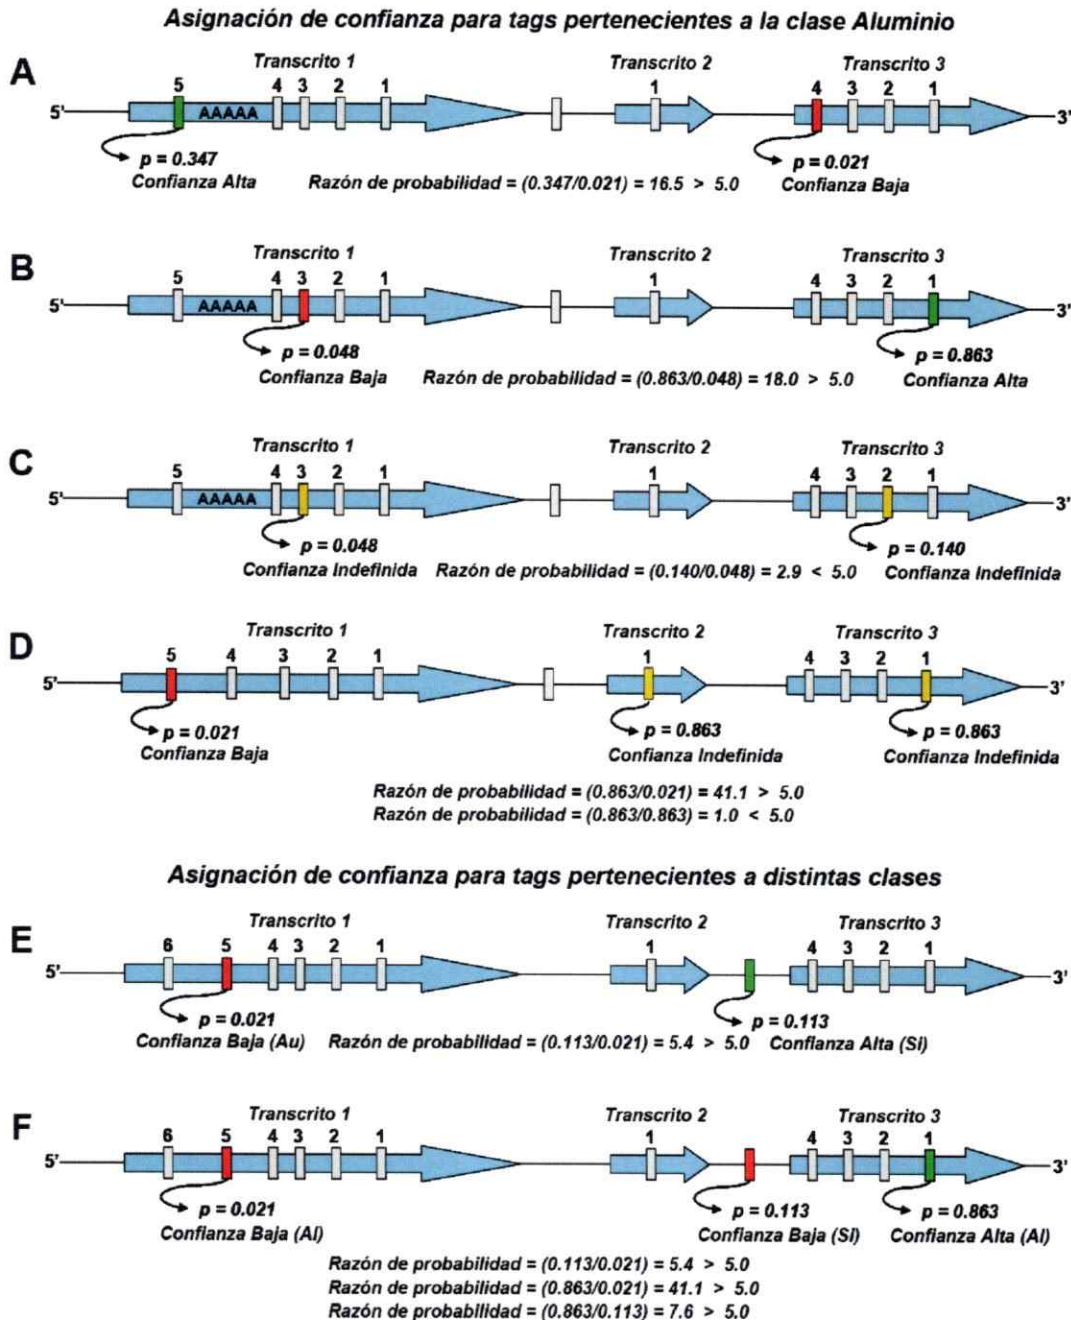 Asignación de confianza para tags pertenecientes a la clase Aluminio
A
Transcrito 1 Transcrito 2 Transcrito 3
5 4 3 2 1 1 4 3 2 1
5' AAAAA 3'
p = 0.347 p = 0.021
Confianza Alta Razón de probabilidad = (0.347/0.021) = 16.5 > 5.0 Confianza Baja
B
Transcrito 1 Transcrito 2 Transcrito 3
5 4 3 2 1 1 4 3 2 1
5' AAAAA 3'
p = 0.048 p = 0.863
Confianza Baja Razón de probabilidad = (0.863/0.048) = 18.0 > 5.0 Confianza Alta
C
Transcrito 1 Transcrito 2 Transcrito 3
5 4 3 2 1 1 4 3 2 1
5' AAAAA 3'
p = 0.048 p = 0.140
Confianza Indefinida Razón de probabilidad = (0.140/0.048) = 2.9 < 5.0 Confianza Indefinida
D
Transcrito 1 Transcrito 2 Transcrito 3
5 4 3 2 1 1 4 3 2 1
5' 3'
p = 0.021 p = 0.863 p = 0.863
Confianza Baja Confianza Indefinida Confianza Indefinida
Razón de probabilidad = (0.863/0.021) = 41.1 > 5.0
Razón de probabilidad = (0.863/0.863) = 1.0 < 5.0
Asignación de confianza para tags pertenecientes a distintas clases
E
Transcrito 1 Transcrito 2 Transcrito 3
6 5 4 3 2 1 1 4 3 2 1
5' 3'
p = 0.021 p = 0.113
Confianza Baja (Au) Razón de probabilidad = (0.113/0.021) = 5.4 > 5.0 Confianza Alta (Si)
F
Transcrito 1 Transcrito 2 Transcrito 3
6 5 4 3 2 1 1 4 3 2 1
5' 3'
p = 0.021 p = 0.113 p = 0.863
Confianza Baja (Al) Confianza Baja (Si) Confianza Alta (Al)
Razón de probabilidad = (0.113/0.021) = 5.4 > 5.0
Razón de probabilidad = (0.863/0.021) = 41.1 > 5.0
Razón de probabilidad = (0.863/0.113) = 7.6 > 5.0